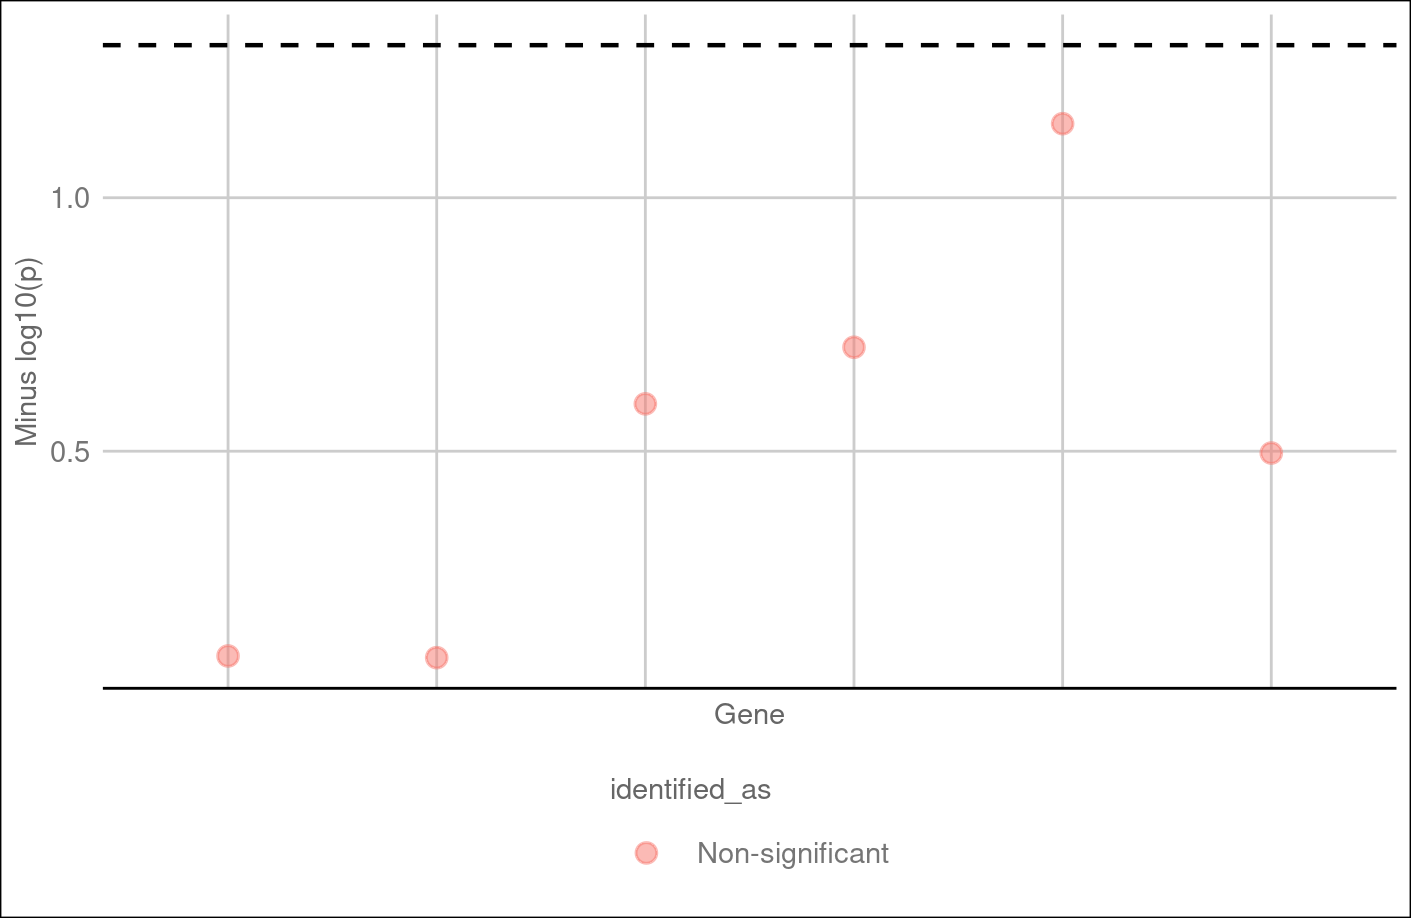 Minus log10(p)
1.0
0.5
Gene
identified_as
Non-significant